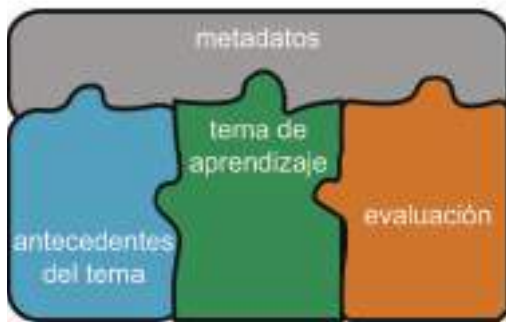 metadatos
tema de
aprendizaje
evaluación
antecedentes
del tema